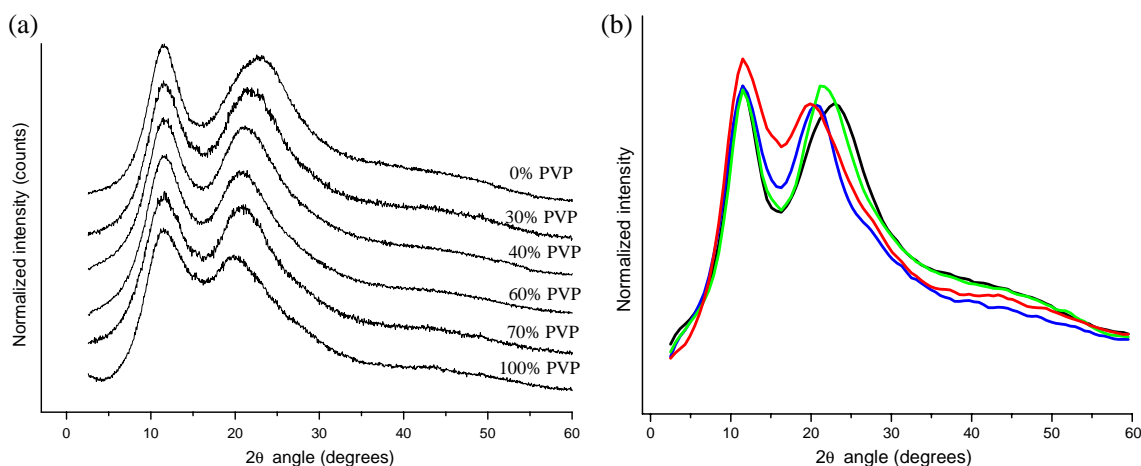 (a)
Normalized intensity (counts)
0% PVP
30% PVP
40% PVP
60% PVP
70% PVP
100% PVP
0 10 20 30 40 50 60
2θ angle (degrees)
(b)
Normalized intensity
0 10 20 30 40 50 60
2θ angle (degrees)